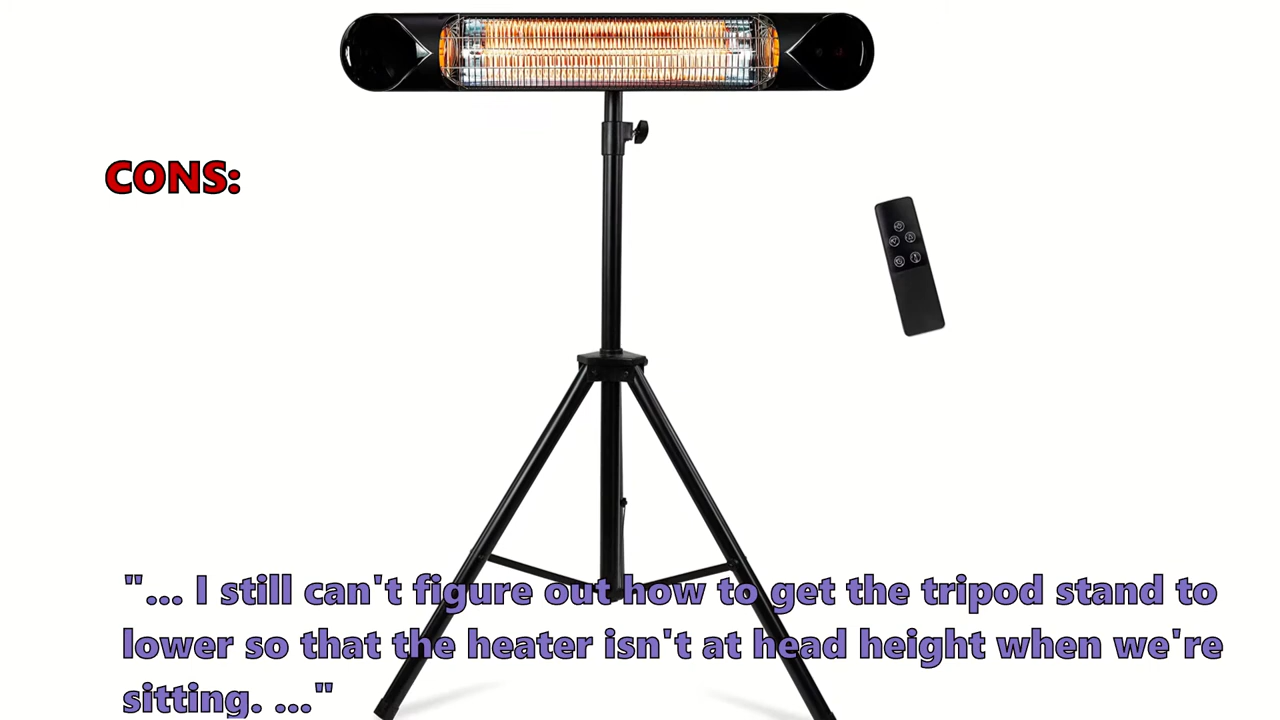 CONS:
"... I still can't figure out how to get the tripod stand to
lower so that the heater isn't at head height when we're
sitting. ..."